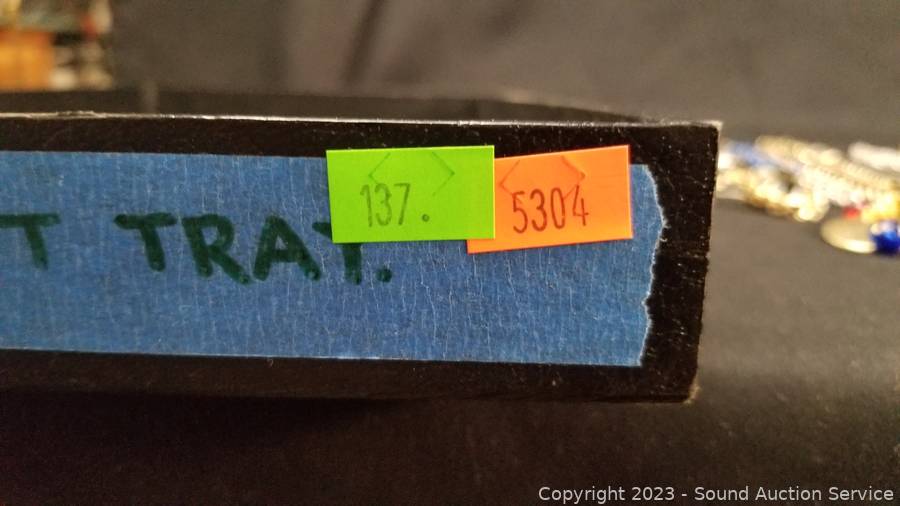 T TRAY.
137.
5304
Copyright 2023 - Sound Auction Service